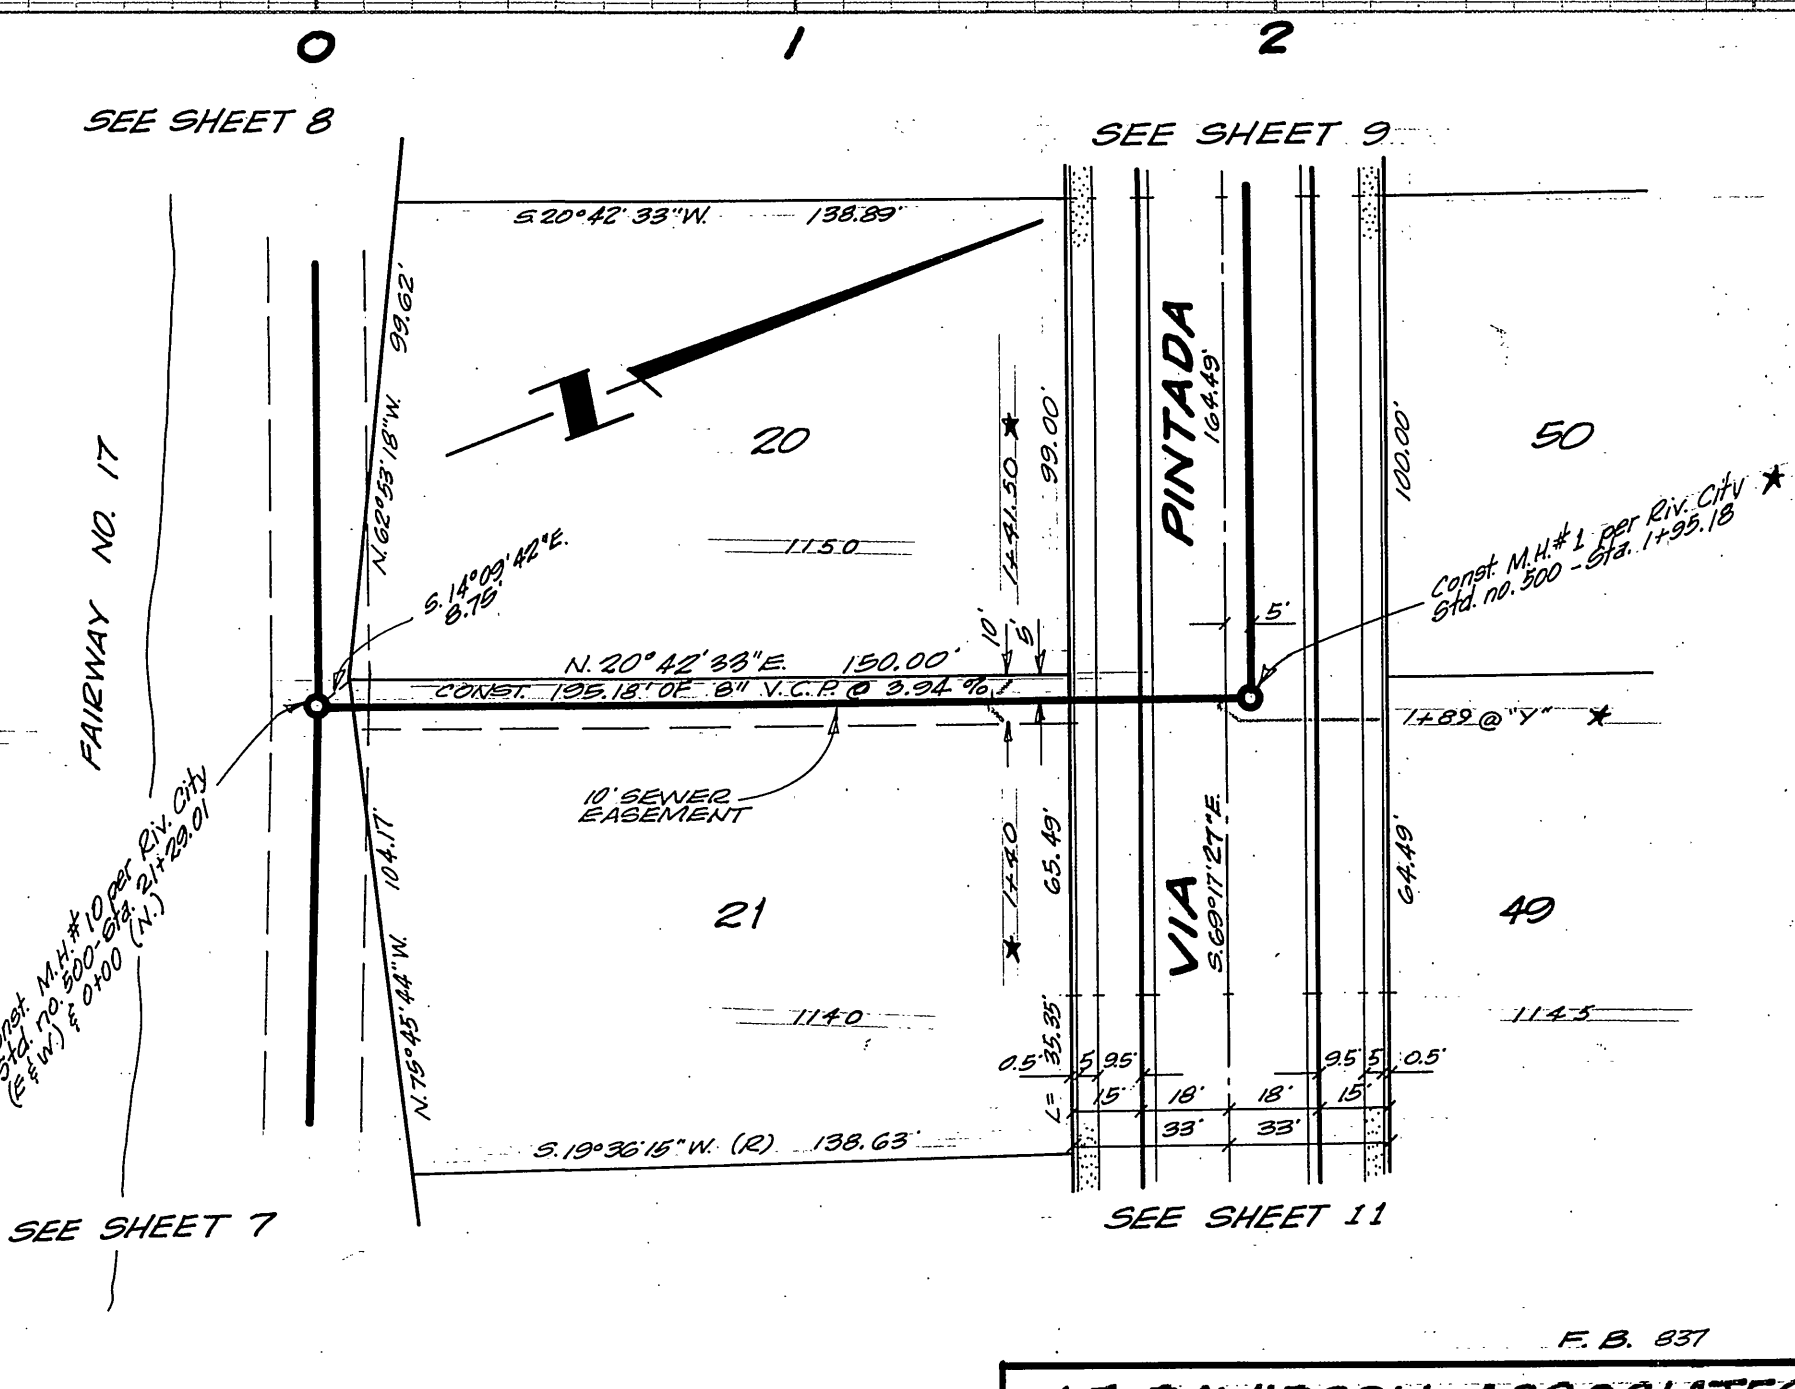 0 1 2
SEE SHEET 8
SEE SHEET 9
S.20°42'33"W. 138.89'
N.62°53'18"W. 99.62'
FAIRWAY NO. 17
20
1150
1+41.50 ★
99.00'
PINTADA
164.49'
100.00'
50
Const. M.H.#1 per Riv. City ★
Std. no. 500 - Sta. 1+95.18
S.14°09'42"E.
8.75'
10'
5'
5'
N.20°42'33"E. 150.00'
CONST. 195.18' OF 8" V.C.P. @ 3.94 %
1+89 @ "Y" ★
10' SEWER
EASEMENT
M.H.#10 per Riv. City
Std. no. 500 - Sta. 21+29.01
(E & W.) & 0+00 (N.)
N.75°45'44"W. 104.17'
21
1140
★ 1+40
65.49'
L= 35.35'
VIA
S.69°17'27"E.
64.49'
49
1145
0.5' 5' 9.5' 9.5' 5' 0.5'
15' 18' 18' 15'
33' 33'
S.19°36'15"W. (R) 138.63'
SEE SHEET 7
SEE SHEET 11
F.B. 837